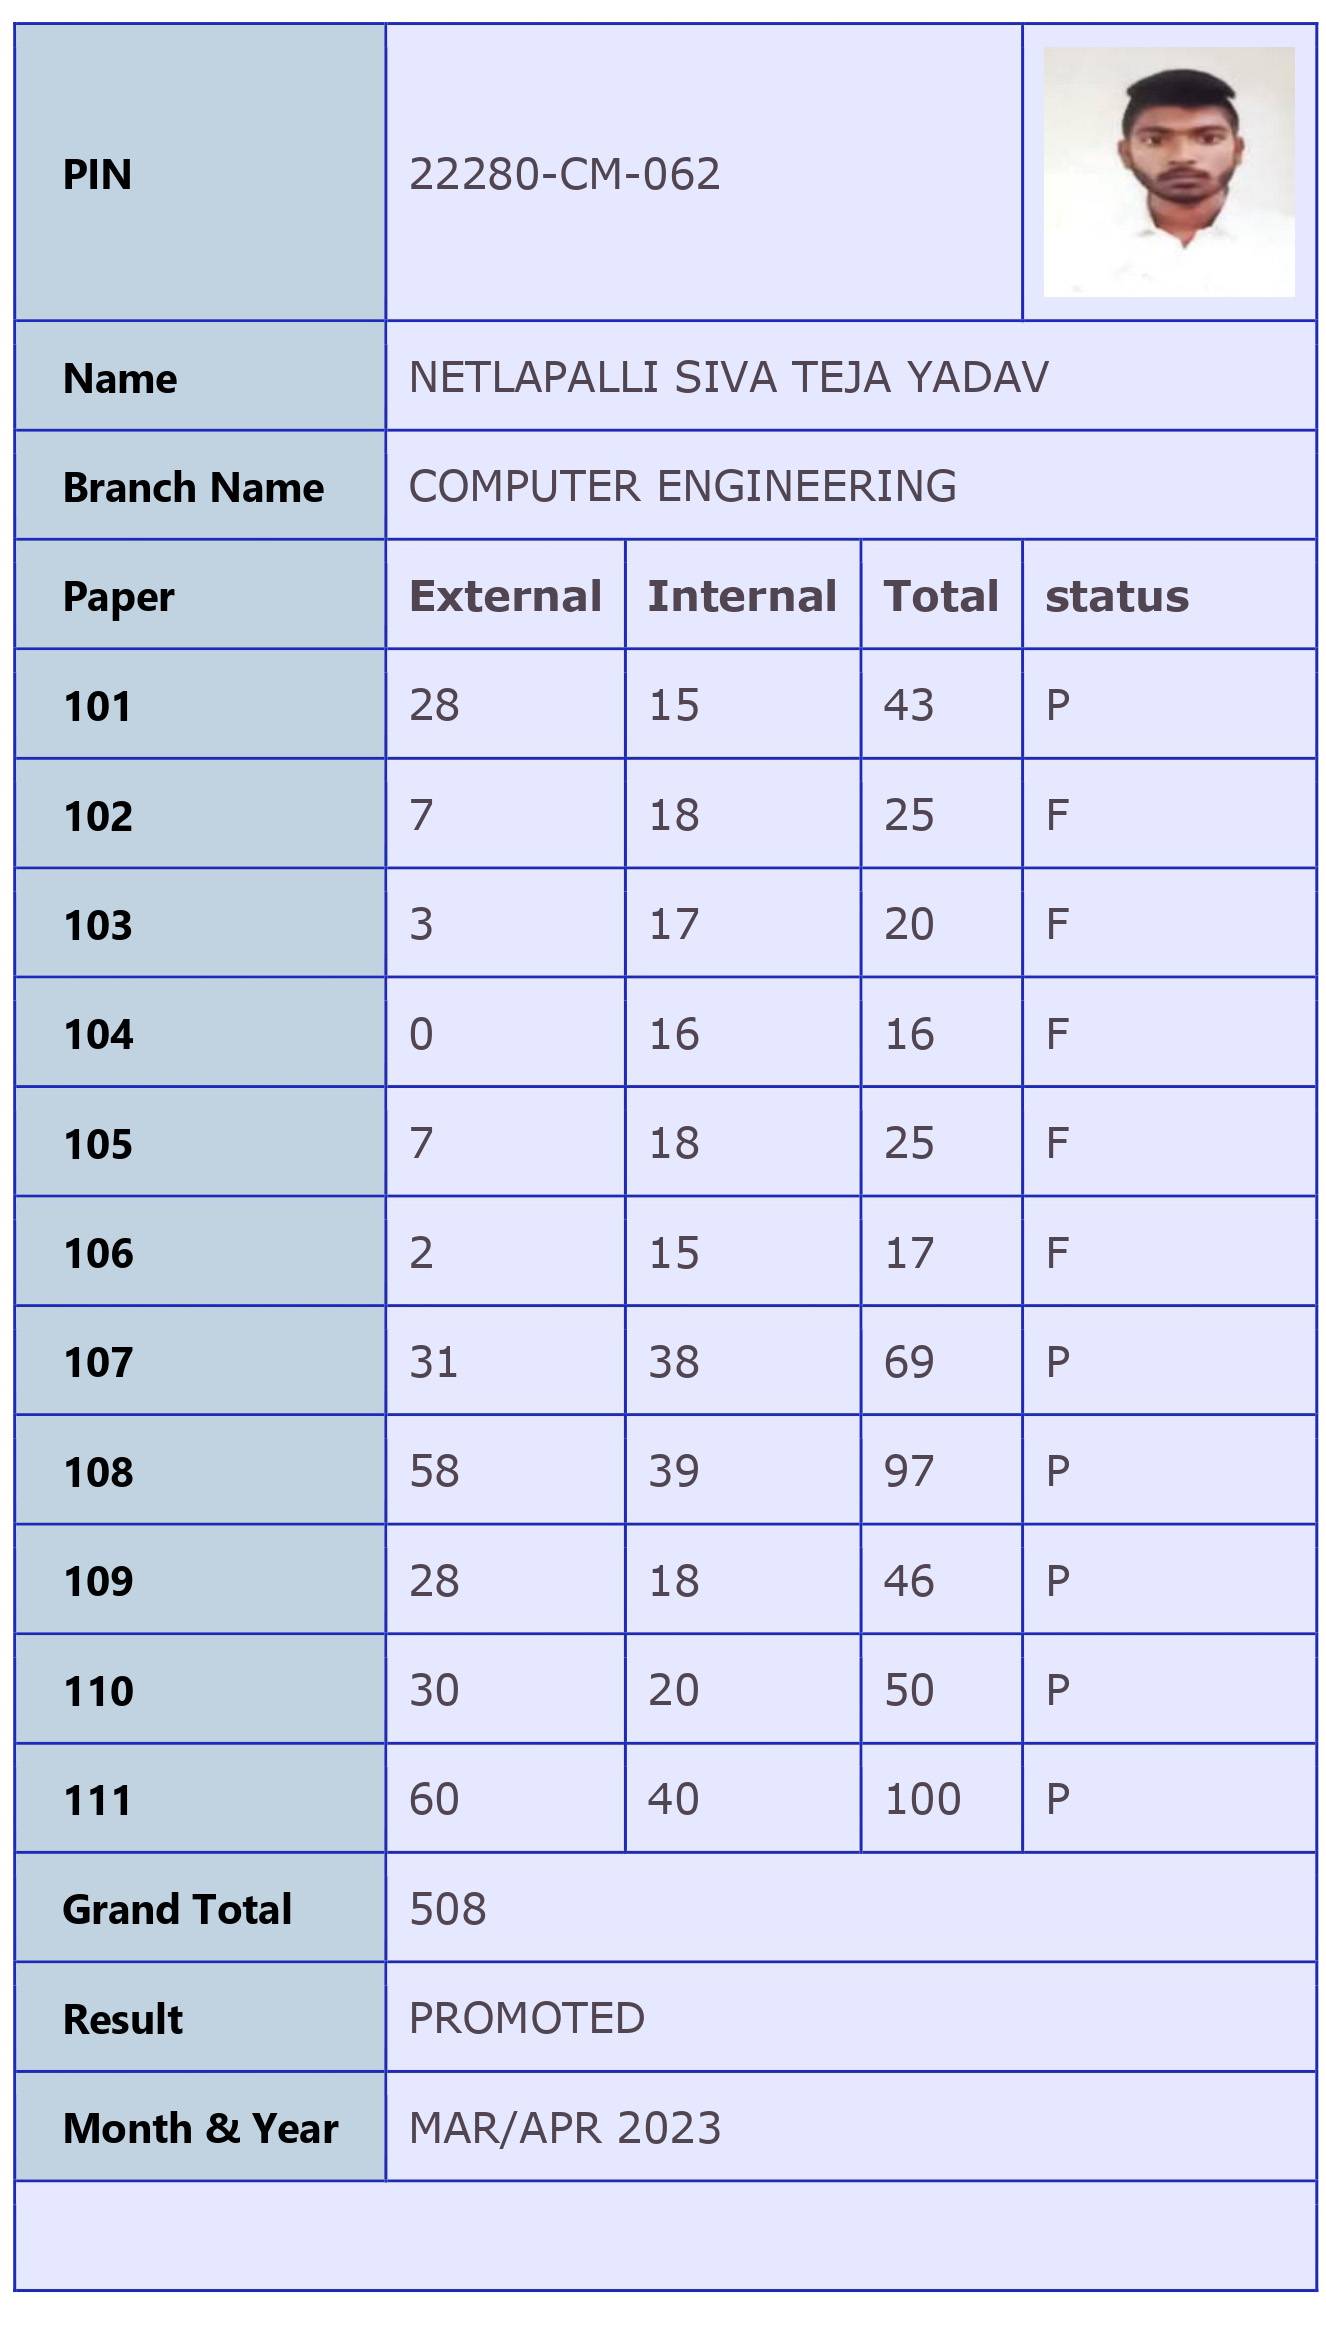 PIN 22280-CM-062
Name NETLAPALLI SIVA TEJA YADAV
Branch Name COMPUTER ENGINEERING
Paper External Internal Total status
101 28 15 43 P
102 7 18 25 F
103 3 17 20 F
104 0 16 16 F
105 7 18 25 F
106 2 15 17 F
107 31 38 69 P
108 58 39 97 P
109 28 18 46 P
110 30 20 50 P
111 60 40 100 P
Grand Total 508
Result PROMOTED
Month & Year MAR/APR 2023